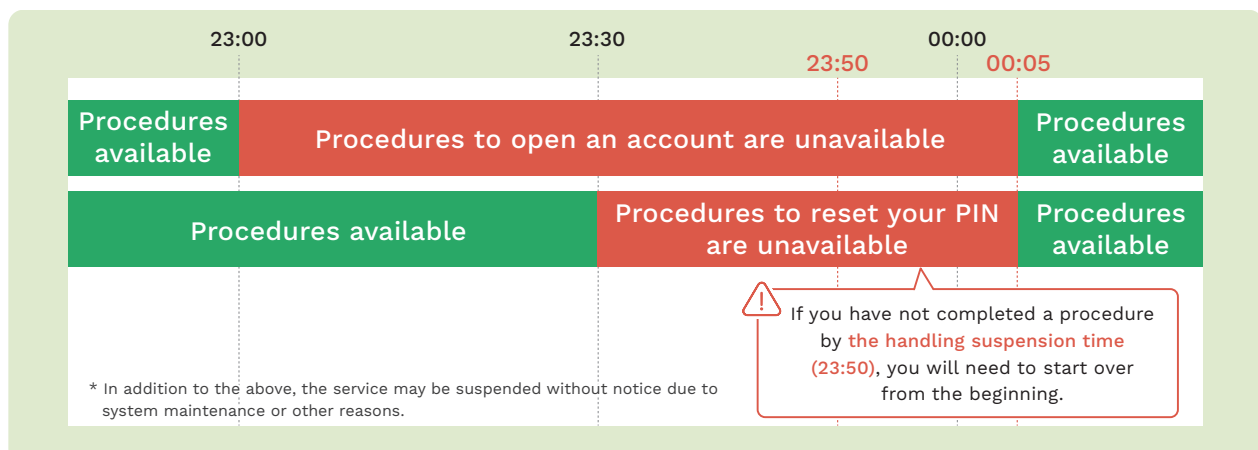 23:00
23:30
00:00
23:50
00:05
Procedures
available
Procedures to open an account are unavailable
Procedures
available
Procedures available
Procedures to reset your PIN
are unavailable
Procedures
available
If you have not completed a procedure
by the handling suspension time
(23:50), you will need to start over
from the beginning.
* In addition to the above, the service may be suspended without notice due to
system maintenance or other reasons.